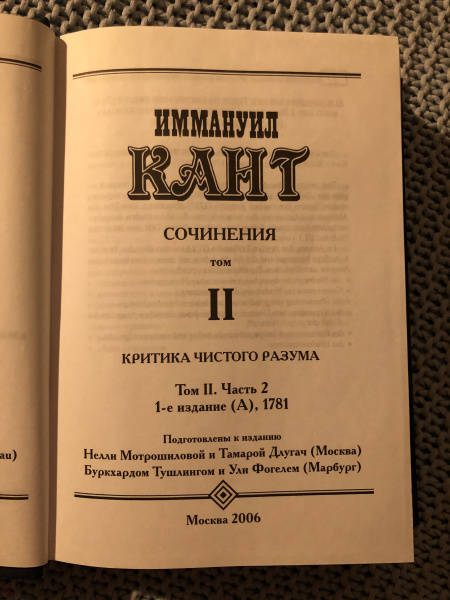 ИММАНУИЛ
КАНТ
СОЧИНЕНИЯ
том
II
КРИТИКА ЧИСТОГО РАЗУМА
Том II. Часть 2
1-е издание (А), 1781
Подготовлены к изданию
Нелли Мотрошиловой и Тамарой Длугач (Москва)
Буркхардом Тушлингом и Ули Фогелем (Марбург)
Москва 2006